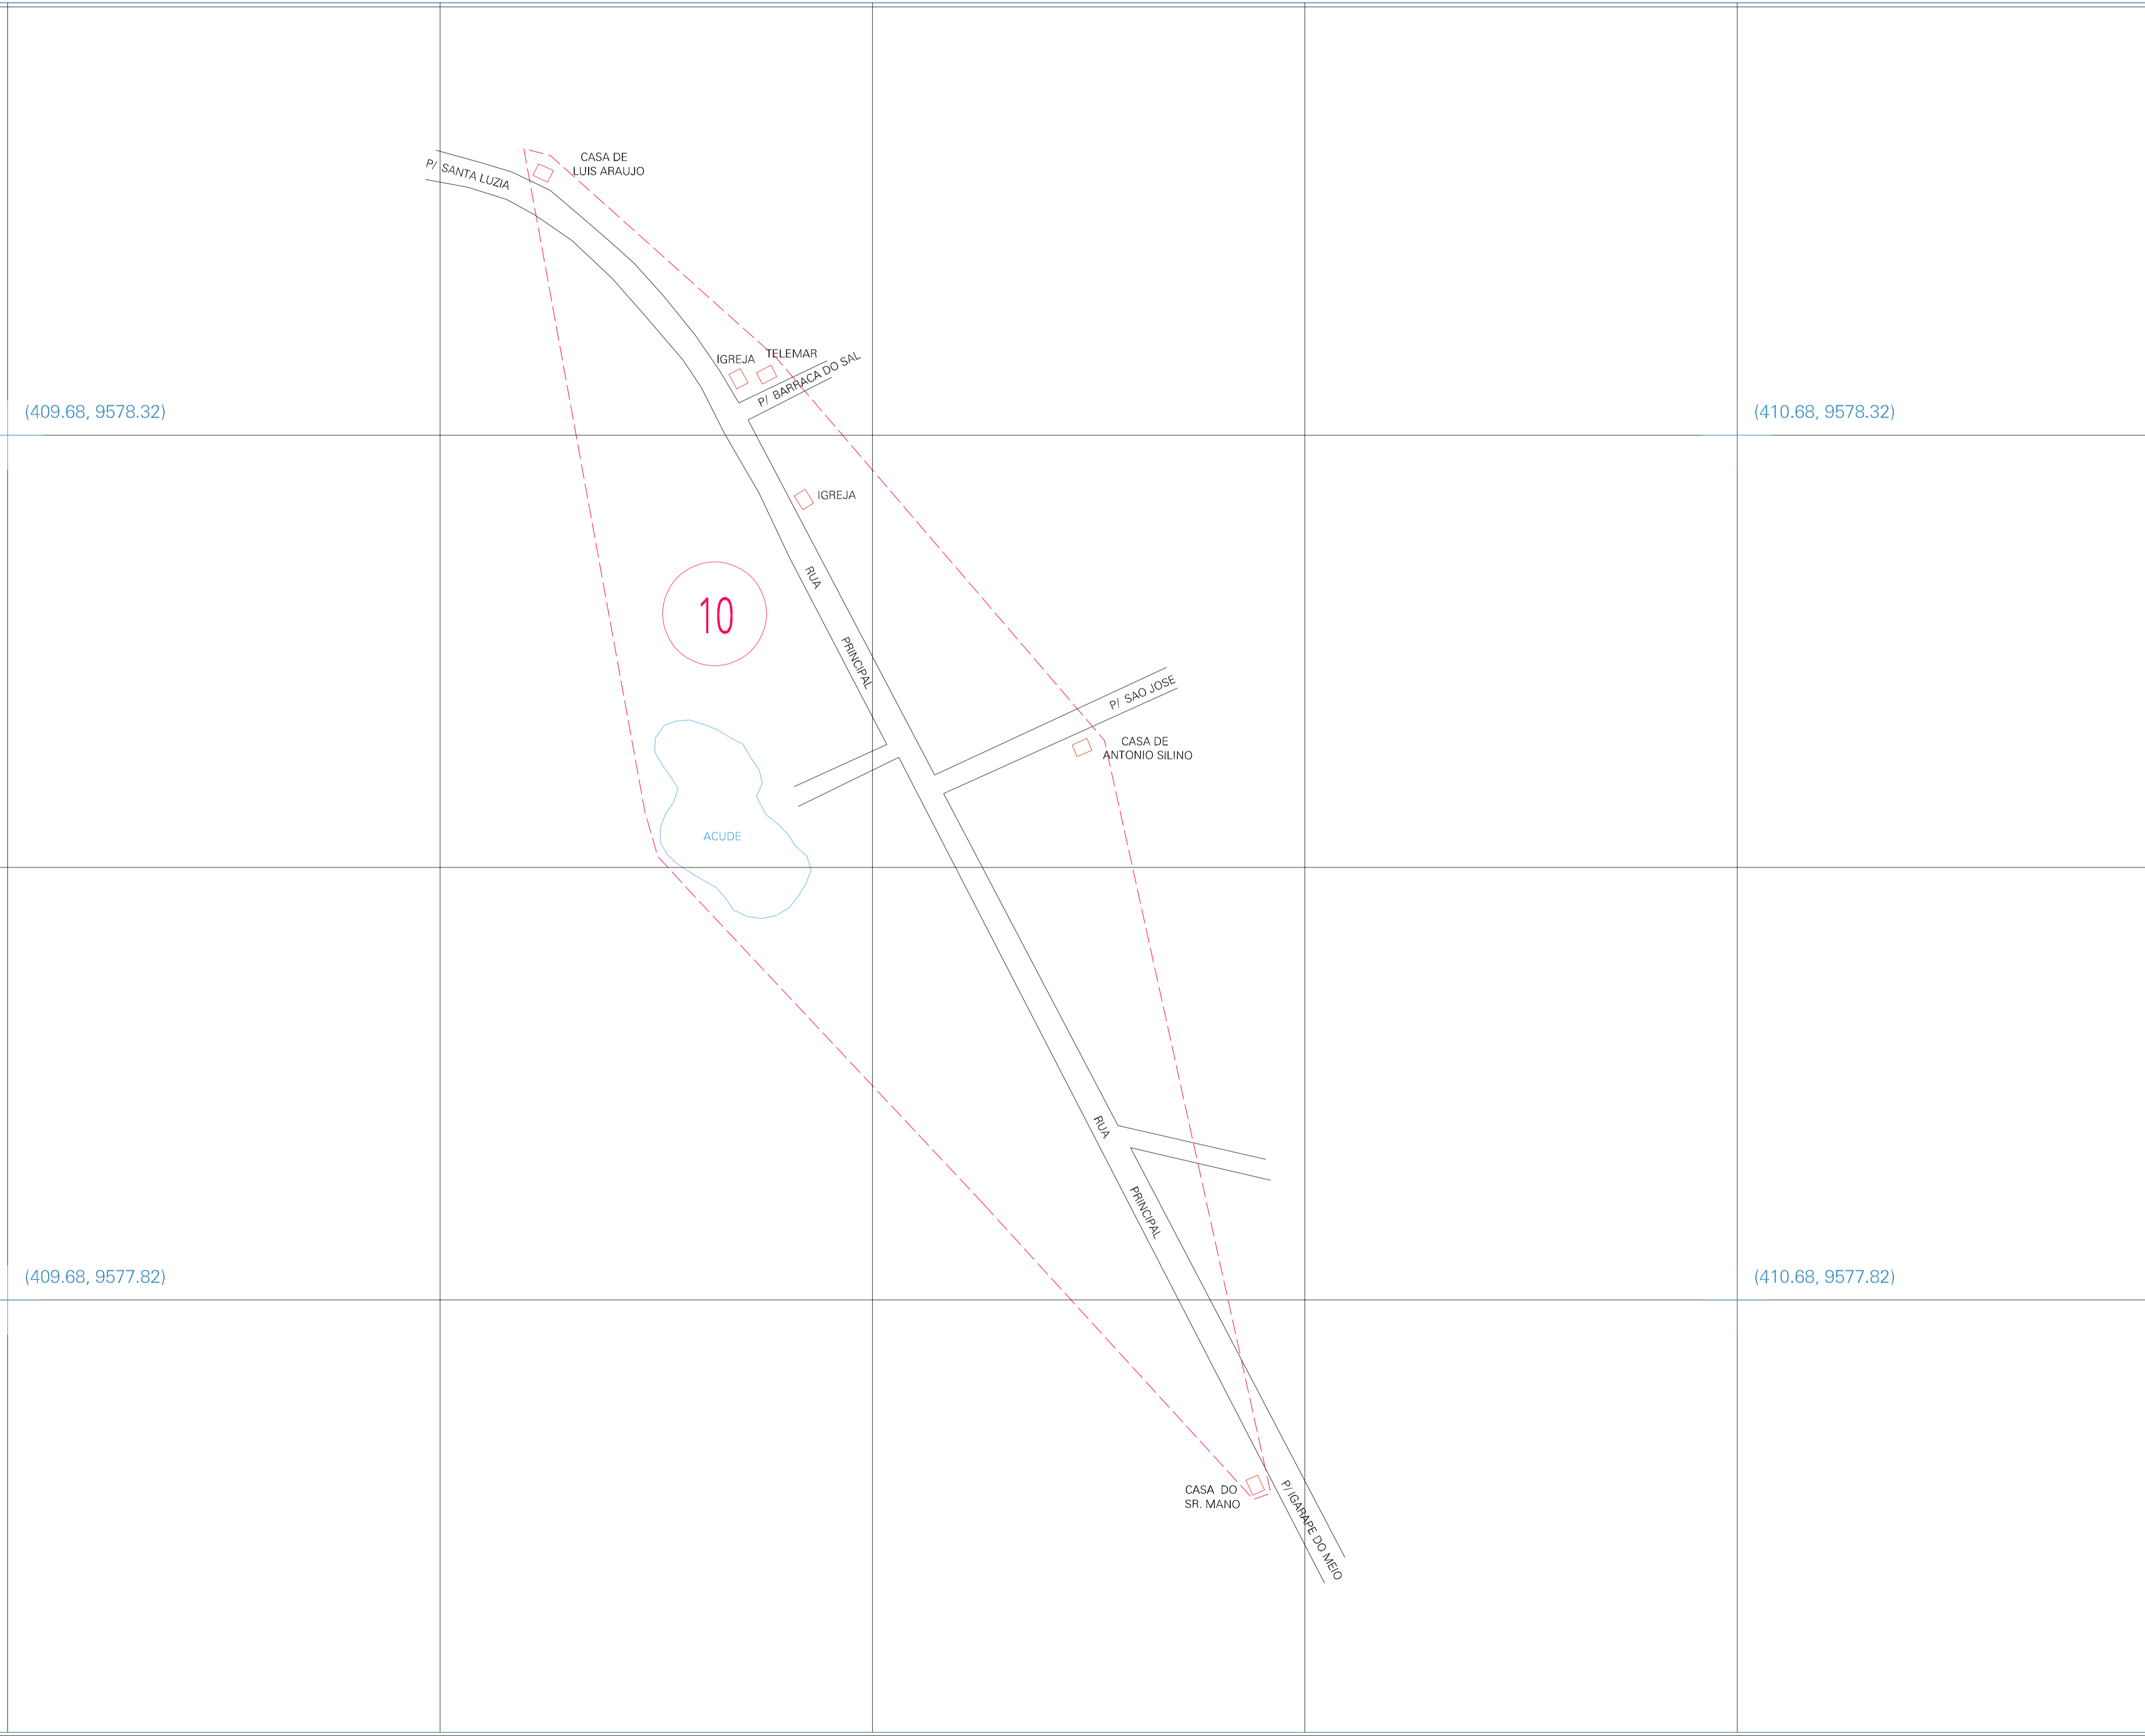 P/ SANTA LUZIA
CASA DE
LUIS ARAUJO
IGREJA
TELEMAR
P/ BARRACA DO SAL
(409.68, 9578.32)
(410.68, 9578.32)
IGREJA
RUA
10
PRINCIPAL
P/ SAO JOSE
CASA DE
ANTONIO SILINO
ACUDE
RUA
PRINCIPAL
(409.68, 9577.82)
(410.68, 9577.82)
CASA DO
SR. MANO
P/ IGARAPE DO MEIO